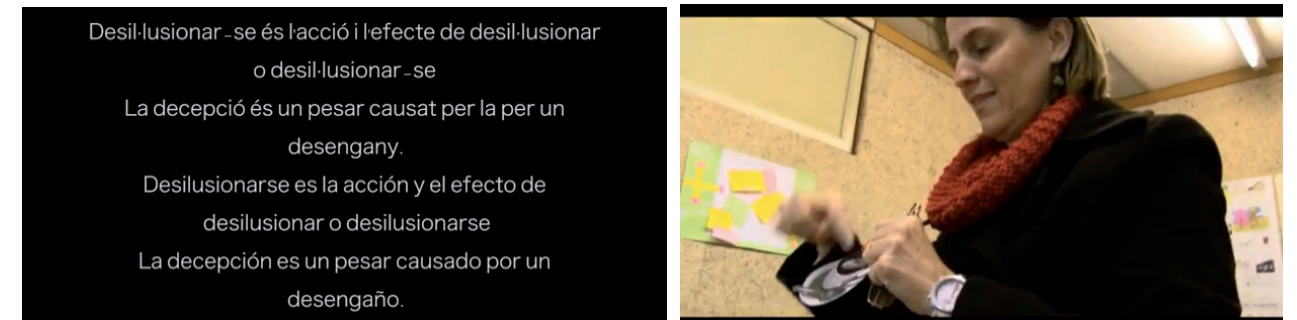 Desil·lusionar-se és l'acció i l'efecte de desil·lusionar
o desil·lusionar-se
La decepció és un pesar causat per la per un
desengany.
Desilusionarse es la acción y el efecto de
desilusionar o desilusionarse
La decepción es un pesar causado por un
desengaño.